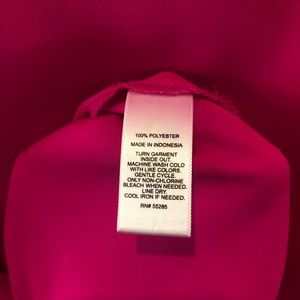 100% POLYESTER
MADE IN INDONESIA
TURN GARMENT
INSIDE OUT.
MACHINE WASH COLD
WITH LIKE COLORS.
GENTLE CYCLE.
ONLY NON-CHLORINE
BLEACH WHEN NEEDED.
LINE DRY.
COOL IRON IF NEEDED.
RN# 55285